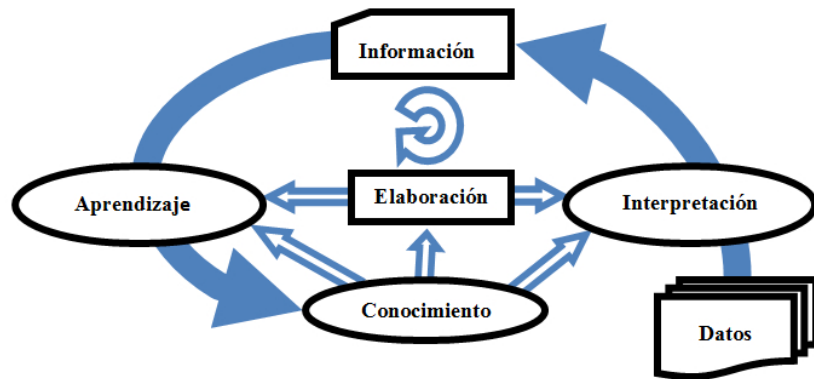 Información
Aprendizaje
Elaboración
Interpretación
Conocimiento
Datos